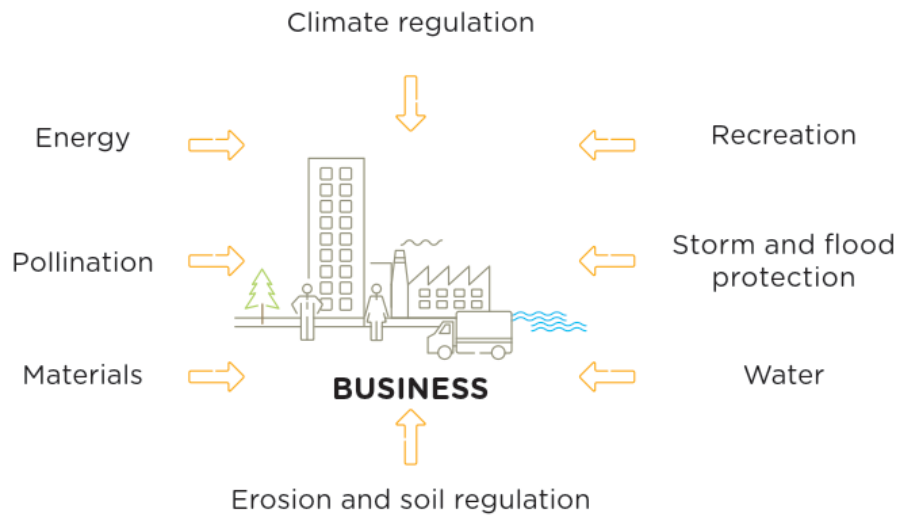 Climate regulation
Energy
Recreation
Pollination
Storm and flood
protection
Materials
Water
BUSINESS
Erosion and soil regulation